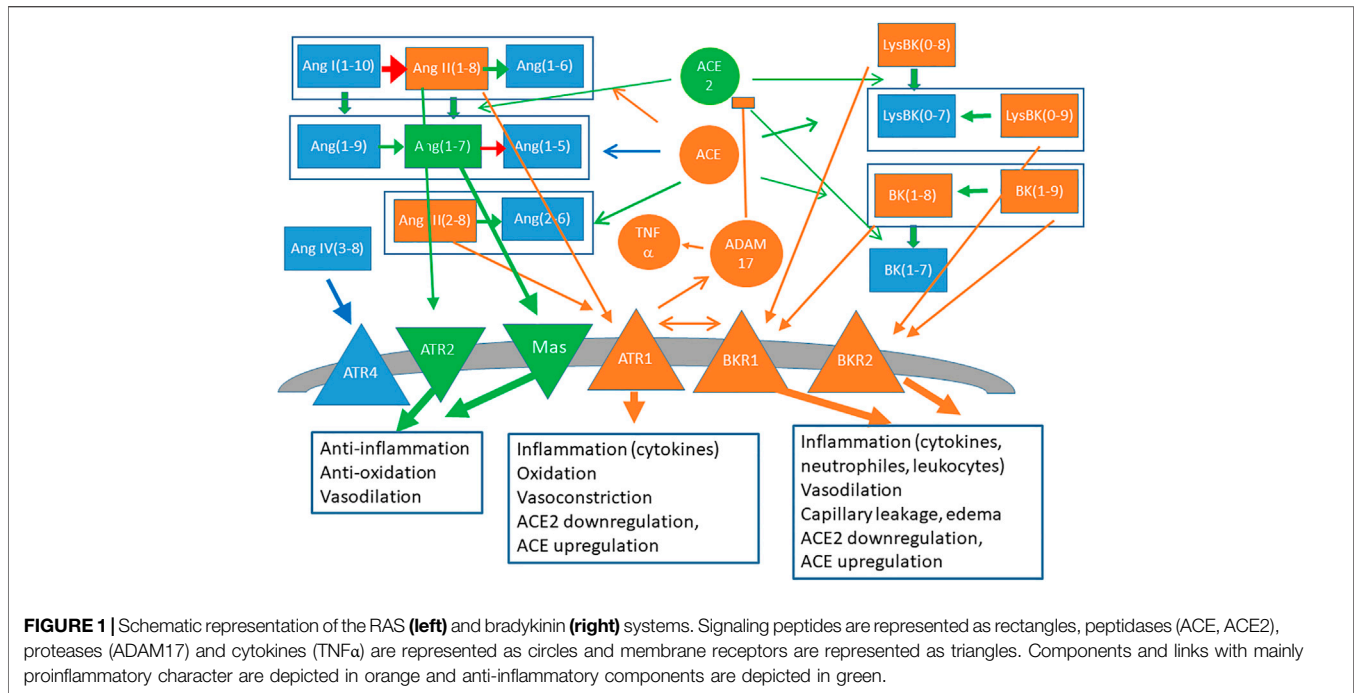 Ang I(1-10)
Ang II(1-8)
Ang(1-6)
ACE
2
LysBK(0-8)
LysBK(0-7)
LysBK(0-9)
Ang(1-9)
Ang(1-7)
Ang(1-5)
ACE
BK(1-8)
BK(1-9)
Ang III(2-8)
Ang(2-6)
TNF
α
ADAM
17
Ang IV(3-8)
BK(1-7)
ATR4
ATR2
Mas
ATR1
BKR1
BKR2
Anti-inflammation
Anti-oxidation
Vasodilation
Inflammation (cytokines)
Oxidation
Vasoconstriction
ACE2 downregulation,
ACE upregulation
Inflammation (cytokines,
neutrophiles, leukocytes)
Vasodilation
Capillary leakage, edema
ACE2 downregulation,
ACE upregulation
FIGURE 1 | Schematic representation of the RAS (left) and bradykinin (right) systems. Signaling peptides are represented as rectangles, peptidases (ACE, ACE2),
proteases (ADAM17) and cytokines (TNFα) are represented as circles and membrane receptors are represented as triangles. Components and links with mainly
proinflammatory character are depicted in orange and anti-inflammatory components are depicted in green.